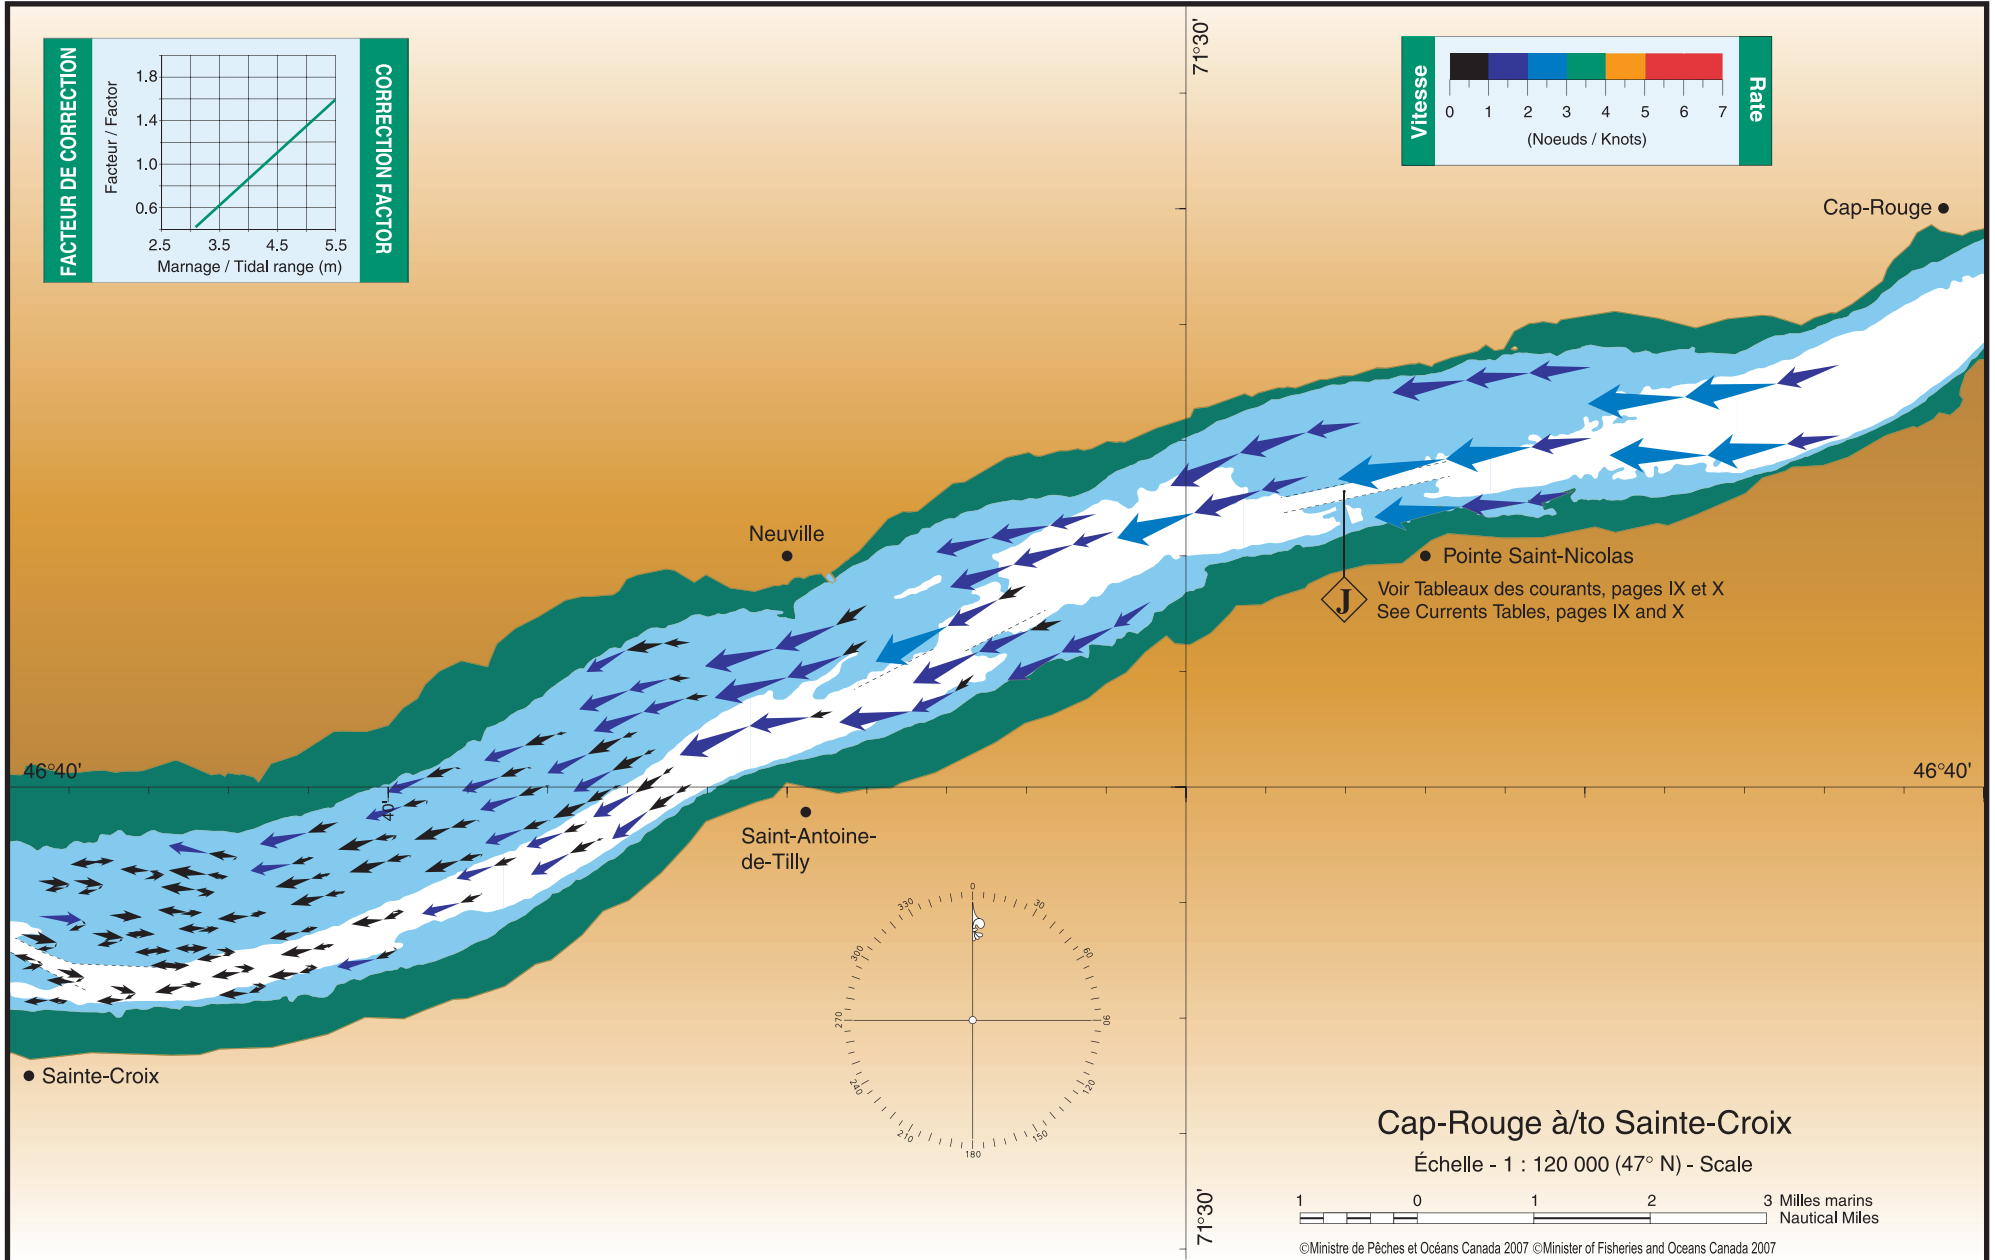 FACTEUR DE CORRECTION
CORRECTION FACTOR
Facteur / Factor
1.8
1.4
1.0
0.6
2.5 3.5 4.5 5.5
Marnage / Tidal range (m)
71°30'
Vitesse
Rate
0 1 2 3 4 5 6 7
(Noeuds / Knots)
Cap-Rouge
Neuville
Pointe Saint-Nicolas
J
Voir Tableaux des courants, pages IX et X
See Currents Tables, pages IX and X
46°40'
46°40'
40'
Saint-Antoine-
de-Tilly
0
30
60
90
120
150
180
210
240
270
300
330
Sainte-Croix
Cap-Rouge à/to Sainte-Croix
Échelle - 1 : 120 000 (47° N) - Scale
71°30'
1 0 1 2 3 Milles marins
Nautical Miles
©Ministre de Pêches et Océans Canada 2007 ©Minister of Fisheries and Oceans Canada 2007